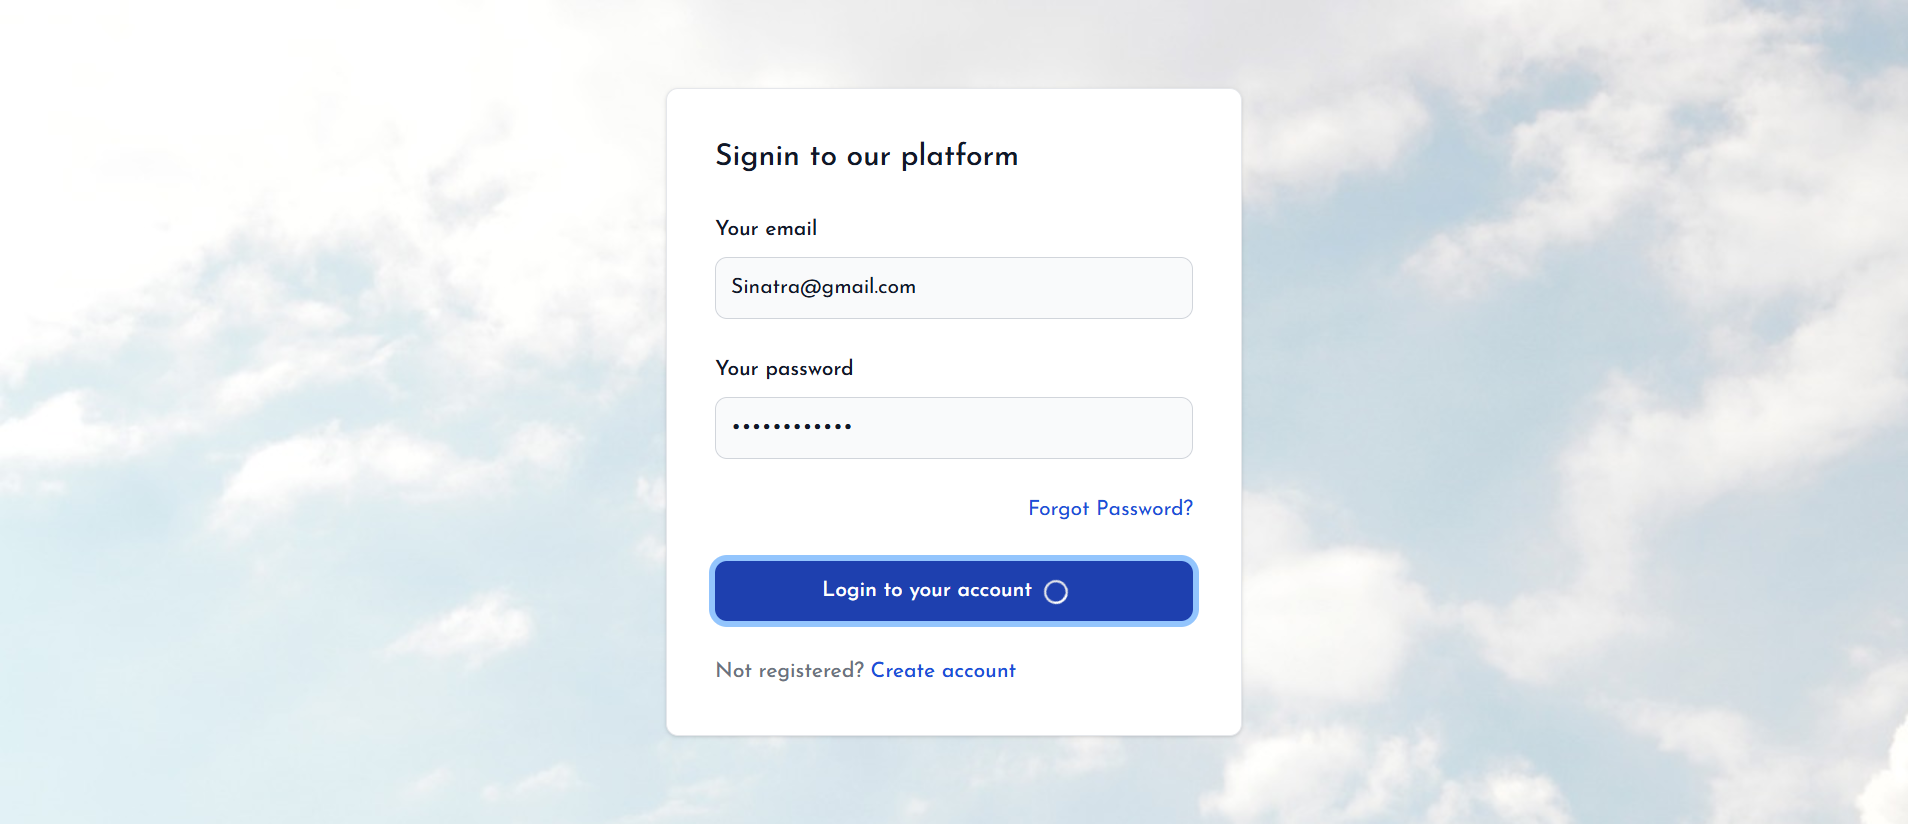 Signin to our platform
Your email
Sinatra@gmail.com
Your password
••••••••••••
Forgot Password?
Login to your account
Not registered? Create account